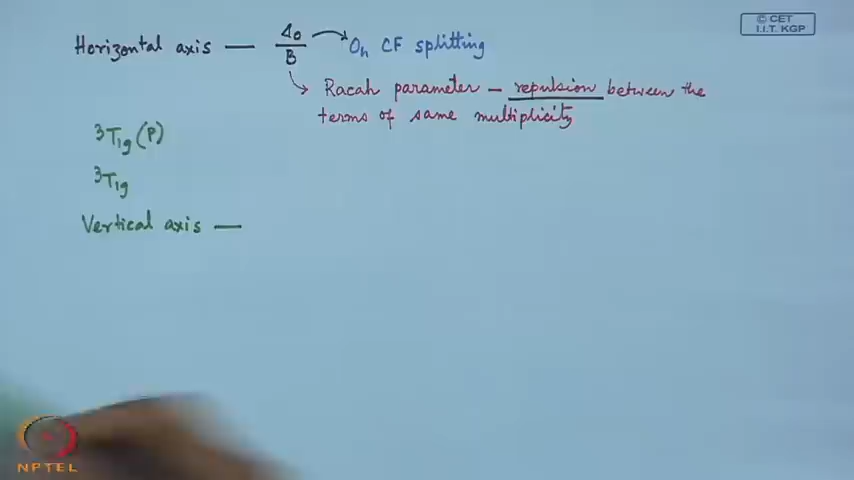 © CET
I.I.T. KGP
Horizontal axis — Δo/B → Oh CF splitting
Racah parameter – repulsion between the
terms of same multiplicity
³T₁g (P)
³T₁g
Vertical axis —
NPTEL